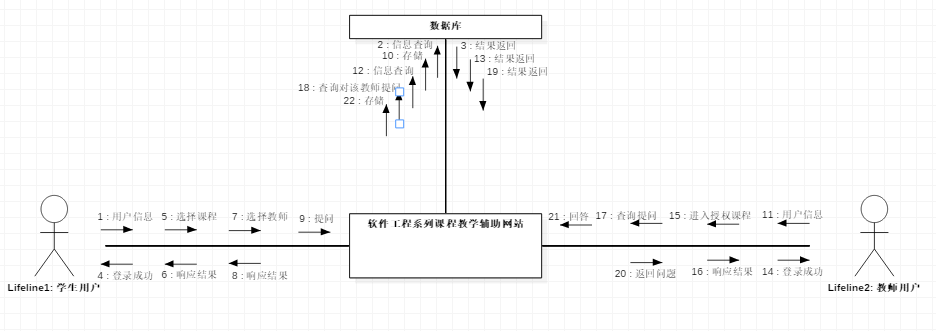 数据库
2 : 信息查询
3 : 结果返回
10 : 存储
13 : 结果返回
12 : 信息查询
19 : 结果返回
18 : 查询对该教师提问
22 : 存储
软件工程系列课程教学辅助网站
1 : 用户信息
5 : 选择课程
7 : 选择教师
9 : 提问
21 : 回答
17 : 查询提问
15 : 进入授权课程
11 : 用户信息
4 : 登录成功
6 : 响应结果
8 : 响应结果
20 : 返回问题
16 : 响应结果
14 : 登录成功
Lifeline1: 学生用户
Lifeline2: 教师用户